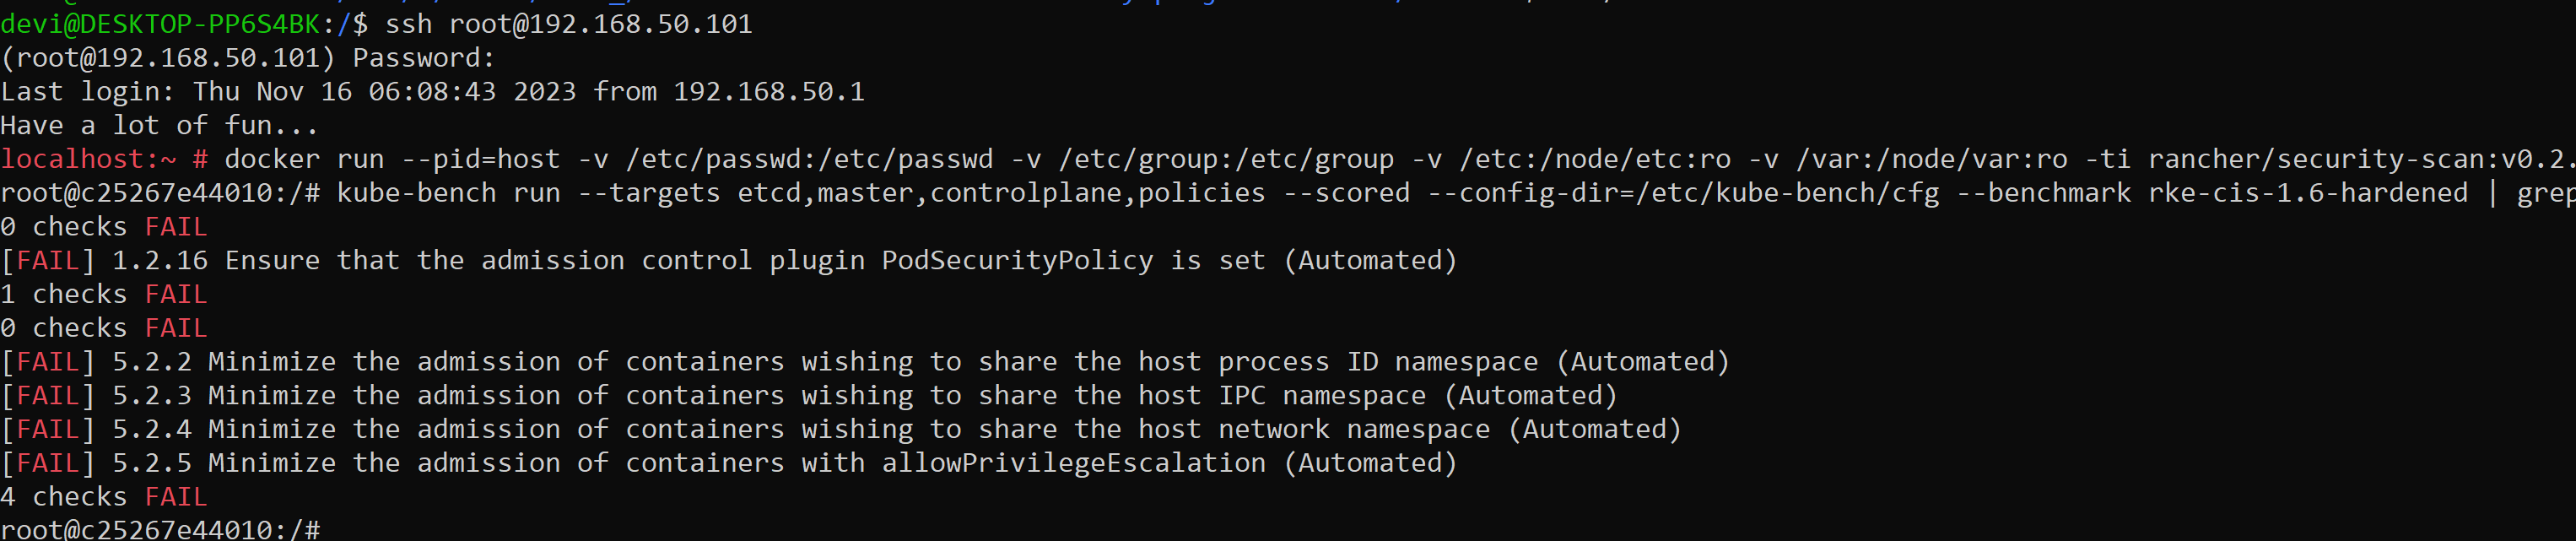 devi@DESKTOP-PP6S4BK:/$ ssh root@192.168.50.101
(root@192.168.50.101) Password:
Last login: Thu Nov 16 06:08:43 2023 from 192.168.50.1
Have a lot of fun...
localhost:~ # docker run --pid=host -v /etc/passwd:/etc/passwd -v /etc/group:/etc/group -v /etc:/node/etc:ro -v /var:/node/var:ro -ti rancher/security-scan:v0.2.
root@c25267e44010:/# kube-bench run --targets etcd,master,controlplane,policies --scored --config-dir=/etc/kube-bench/cfg --benchmark rke-cis-1.6-hardened | grep
0 checks FAIL
[FAIL] 1.2.16 Ensure that the admission control plugin PodSecurityPolicy is set (Automated)
1 checks FAIL
0 checks FAIL
[FAIL] 5.2.2 Minimize the admission of containers wishing to share the host process ID namespace (Automated)
[FAIL] 5.2.3 Minimize the admission of containers wishing to share the host IPC namespace (Automated)
[FAIL] 5.2.4 Minimize the admission of containers wishing to share the host network namespace (Automated)
[FAIL] 5.2.5 Minimize the admission of containers with allowPrivilegeEscalation (Automated)
4 checks FAIL
root@c25267e44010:/#